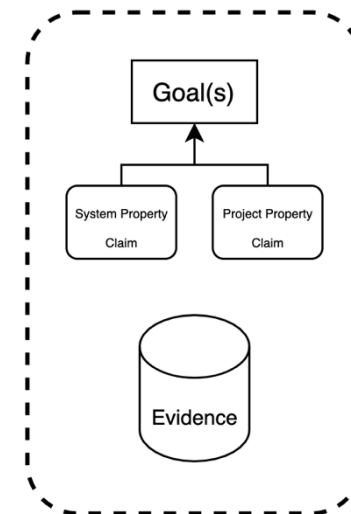 Goal(s)
System Property
Claim
Project Property
Claim
Evidence